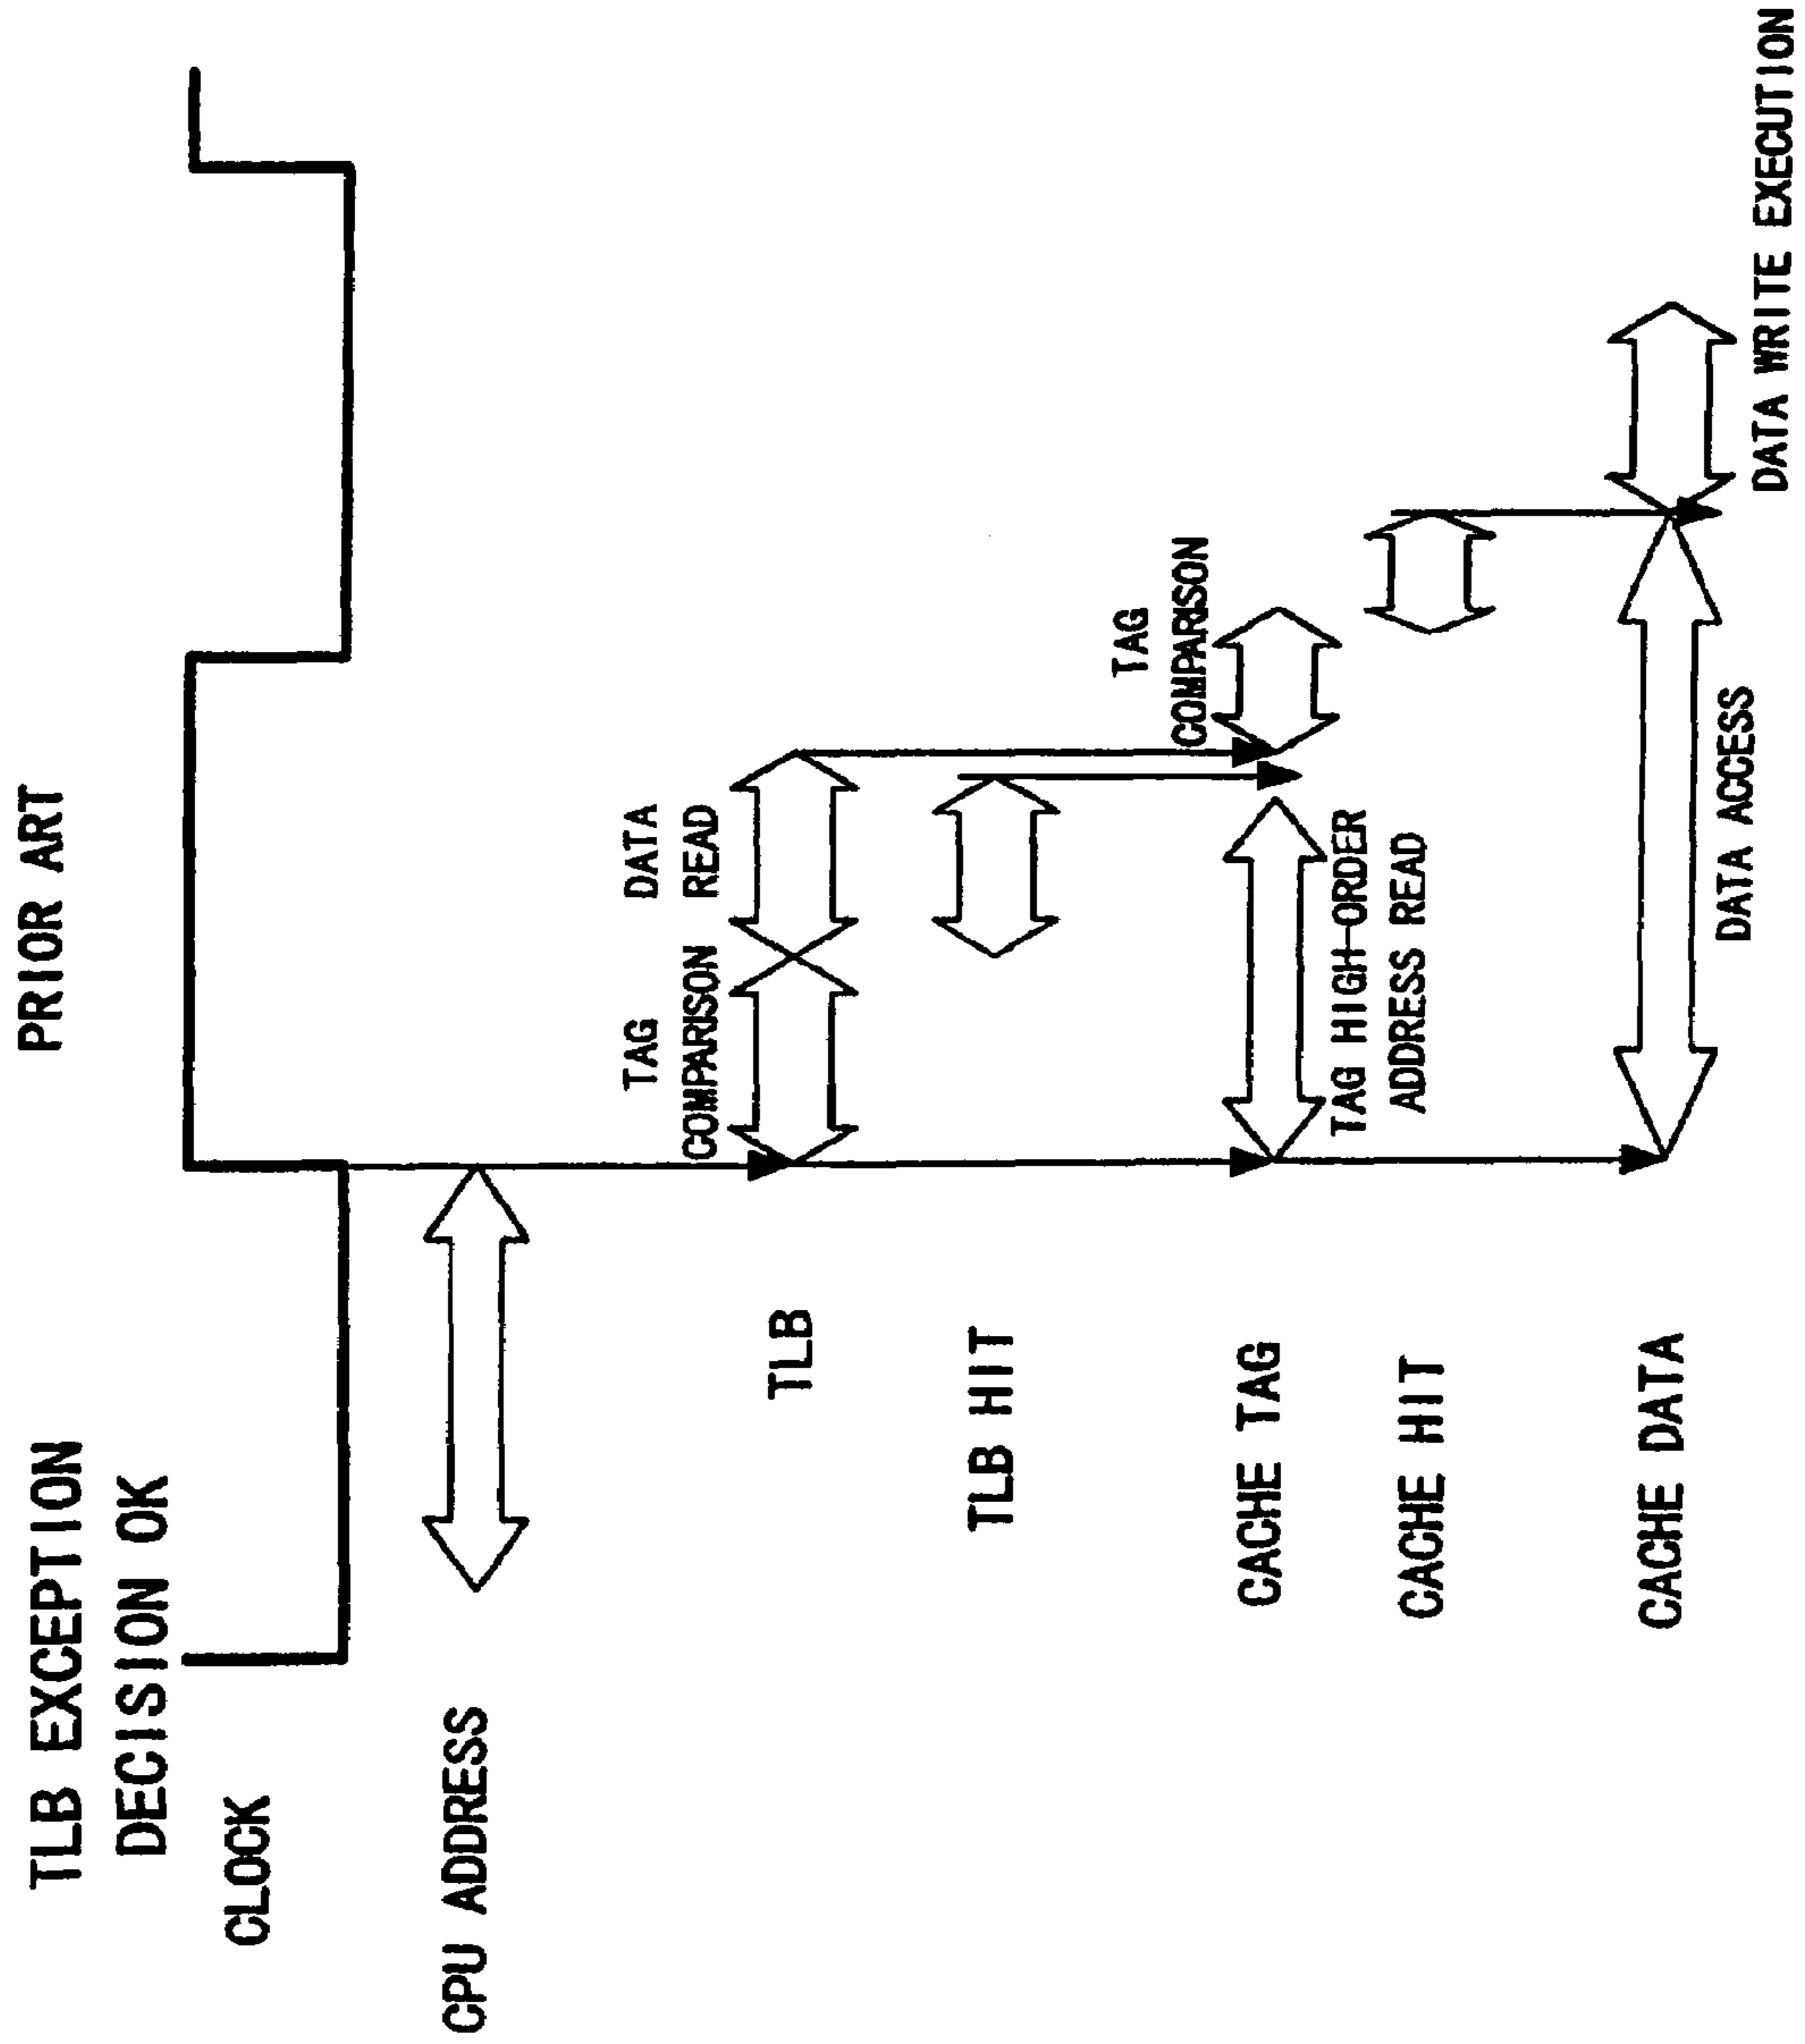 PRIOR ART
TLB EXCEPTION
DECISION OK
CLOCK
CPU ADDRESS
TAG
COMPARISON
DATA
READ
TLB
TLB HIT
TAG
COMPARISON
CACHE TAG
TAG HIGH-ORDER
ADDRESS READ
CACHE HIT
CACHE DATA
DATA ACCESS
DATA WRITE EXECUTION